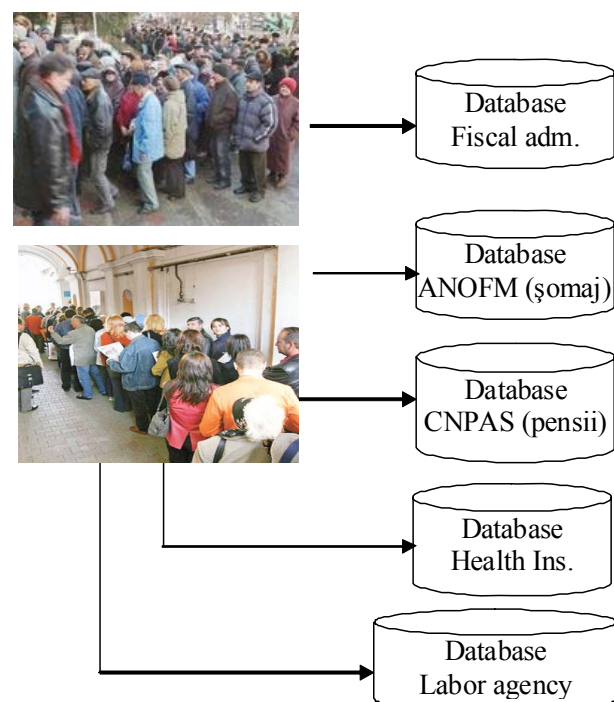 Database
Fiscal adm.
Database
ANOFM (şomaj)
Database
CNPAS (pensii)
Database
Health Ins.
Database
Labor agency